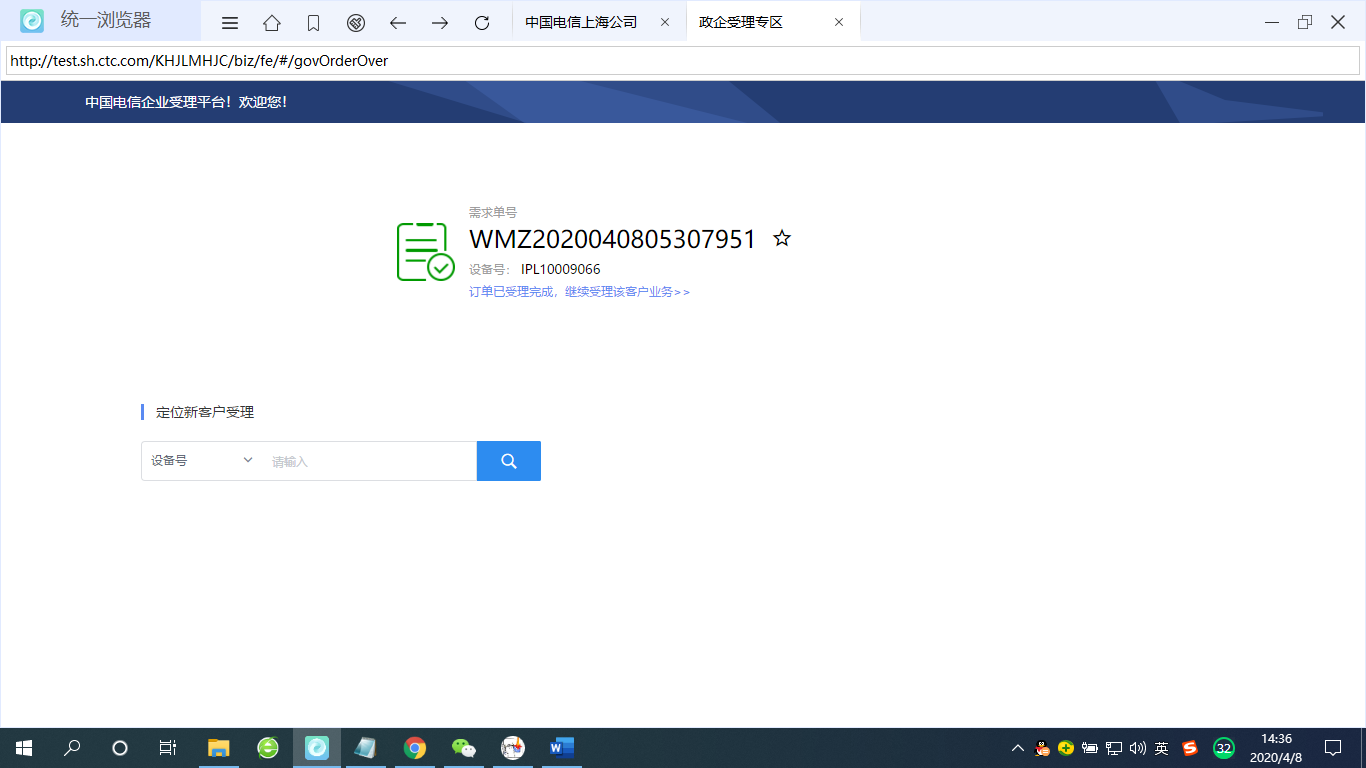 统一浏览器
中国电信上海公司
政企受理专区
http://test.sh.ctc.com/KHJLMHJC/biz/fe/#/govOrderOver
中国电信企业受理平台！欢迎您！
需求单号
WMZ2020040805307951
设备号： IPL10009066
订单已受理完成，继续受理该客户业务>>
定位新客户受理
设备号 请输入
英 32
14:36
2020/4/8